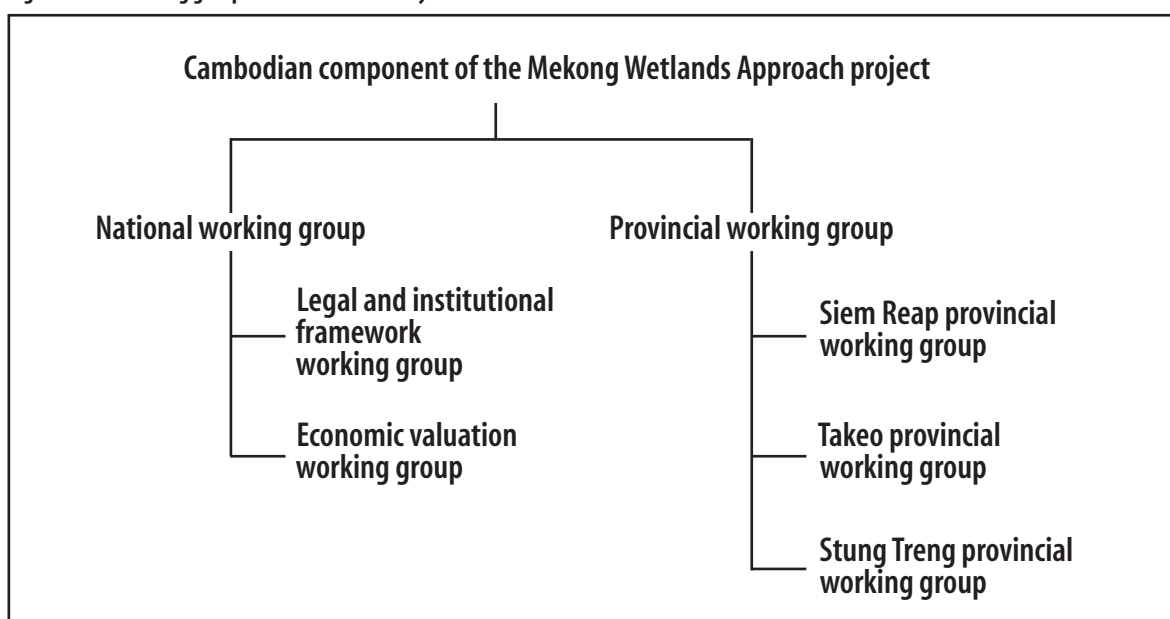 Cambodian component of the Mekong Wetlands Approach project
National working group
Legal and institutional
framework
working group
Economic valuation
working group
Provincial working group
Siem Reap provincial
working group
Takeo provincial
working group
Stung Treng provincial
working group